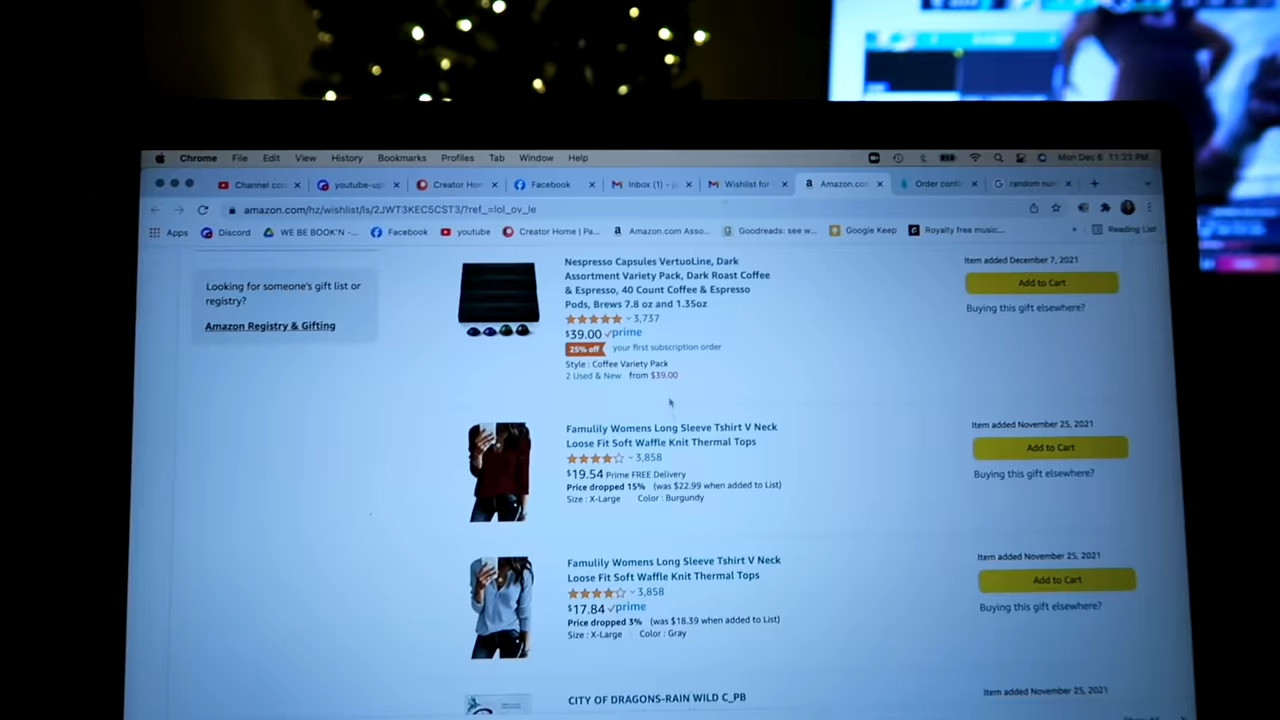 Chrome File Edit View History Bookmarks Profiles Tab Window Help Mon Dec 6 11:23 PM
Channel co Creator Ho Facebook Inbox (1) Wishlist for Amazon.co Order conf random nu
amazon.com/hz/wishlist/ls/2JWT3KEC5CST3/?ref_=lol_ov_le
Apps Discord WE BE BOOK'N -... Facebook youtube Creator Home | Pa... Amazon.com Asso... Goodreads: see w... Google Keep Royalty free music... » Reading List
Looking for someone's gift list or
registry?
Amazon Registry & Gifting
Nespresso Capsules VertuoLine, Dark
Assortment Variety Pack, Dark Roast Coffee
& Espresso, 40 Count Coffee & Espresso
Pods, Brews 7.8 oz and 1.35oz
3,737
$39.00 prime
25% off your first subscription order
Style : Coffee Variety Pack
2 Used & New from $39.00
Item added December 7, 2021
Add to Cart
Buying this gift elsewhere?
Famulily Womens Long Sleeve Tshirt V Neck
Loose Fit Soft Waffle Knit Thermal Tops
3,858
$19.54 Prime FREE Delivery
Price dropped 15% (was $22.99 when added to List)
Size : X-Large Color : Burgundy
Item added November 25, 2021
Add to Cart
Buying this gift elsewhere?
Famulily Womens Long Sleeve Tshirt V Neck
Loose Fit Soft Waffle Knit Thermal Tops
3,858
$17.84 prime
Price dropped 3% (was $18.39 when added to List)
Size : X-Large Color : Gray
Item added November 25, 2021
Add to Cart
Buying this gift elsewhere?
CITY OF DRAGONS-RAIN WILD C_PB
Item added November 25, 2021